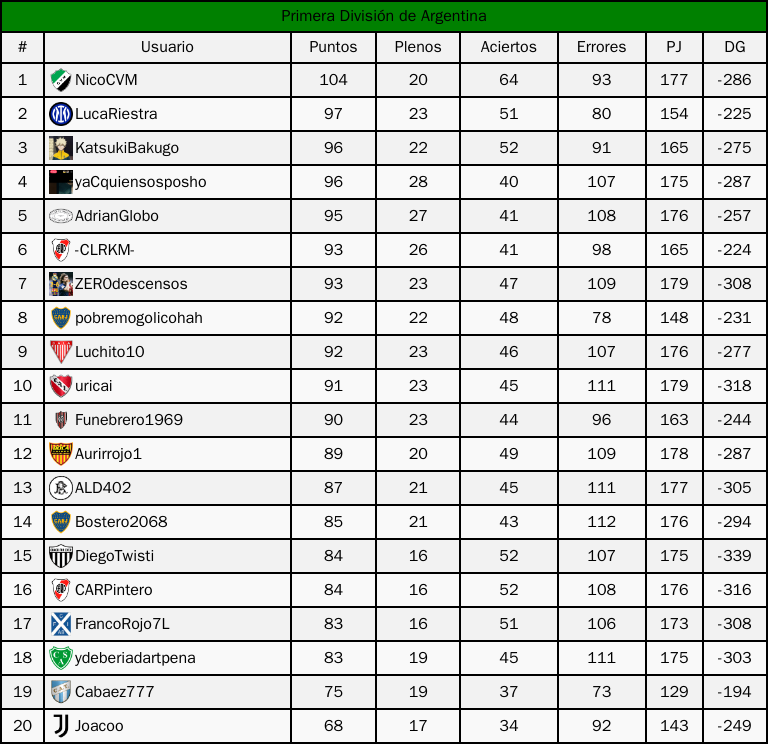 Primera División de Argentina
# Usuario Puntos Plenos Aciertos Errores PJ DG
1 NicoCVM 104 20 64 93 177 -286
2 LucaRiestra 97 23 51 80 154 -225
3 KatsukiBakugo 96 22 52 91 165 -275
4 yaCquiensosposho 96 28 40 107 175 -287
5 AdrianGlobo 95 27 41 108 176 -257
6 -CLRKM- 93 26 41 98 165 -224
7 ZER0descensos 93 23 47 109 179 -308
8 pobremogolicohah 92 22 48 78 148 -231
9 Luchito10 92 23 46 107 176 -277
10 uricai 91 23 45 111 179 -318
11 Funebrero1969 90 23 44 96 163 -244
12 Aurirrojo1 89 20 49 109 178 -287
13 ALD402 87 21 45 111 177 -305
14 Bostero2068 85 21 43 112 176 -294
15 DiegoTwisti 84 16 52 107 175 -339
16 CARPintero 84 16 52 108 176 -316
17 FrancoRojo7L 83 16 51 106 173 -308
18 ydeberiadartpena 83 19 45 111 175 -303
19 Cabaez777 75 19 37 73 129 -194
20 Joacoo 68 17 34 92 143 -249